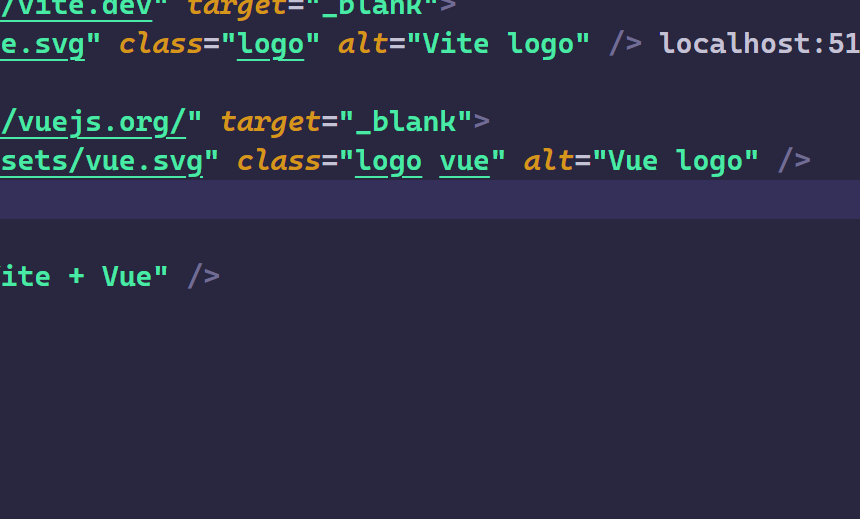 /vite.dev" target="_blank">
e.svg" class="logo" alt="Vite logo" /> localhost:51
/vuejs.org/" target="_blank">
sets/vue.svg" class="logo vue" alt="Vue logo" />
ite + Vue" />